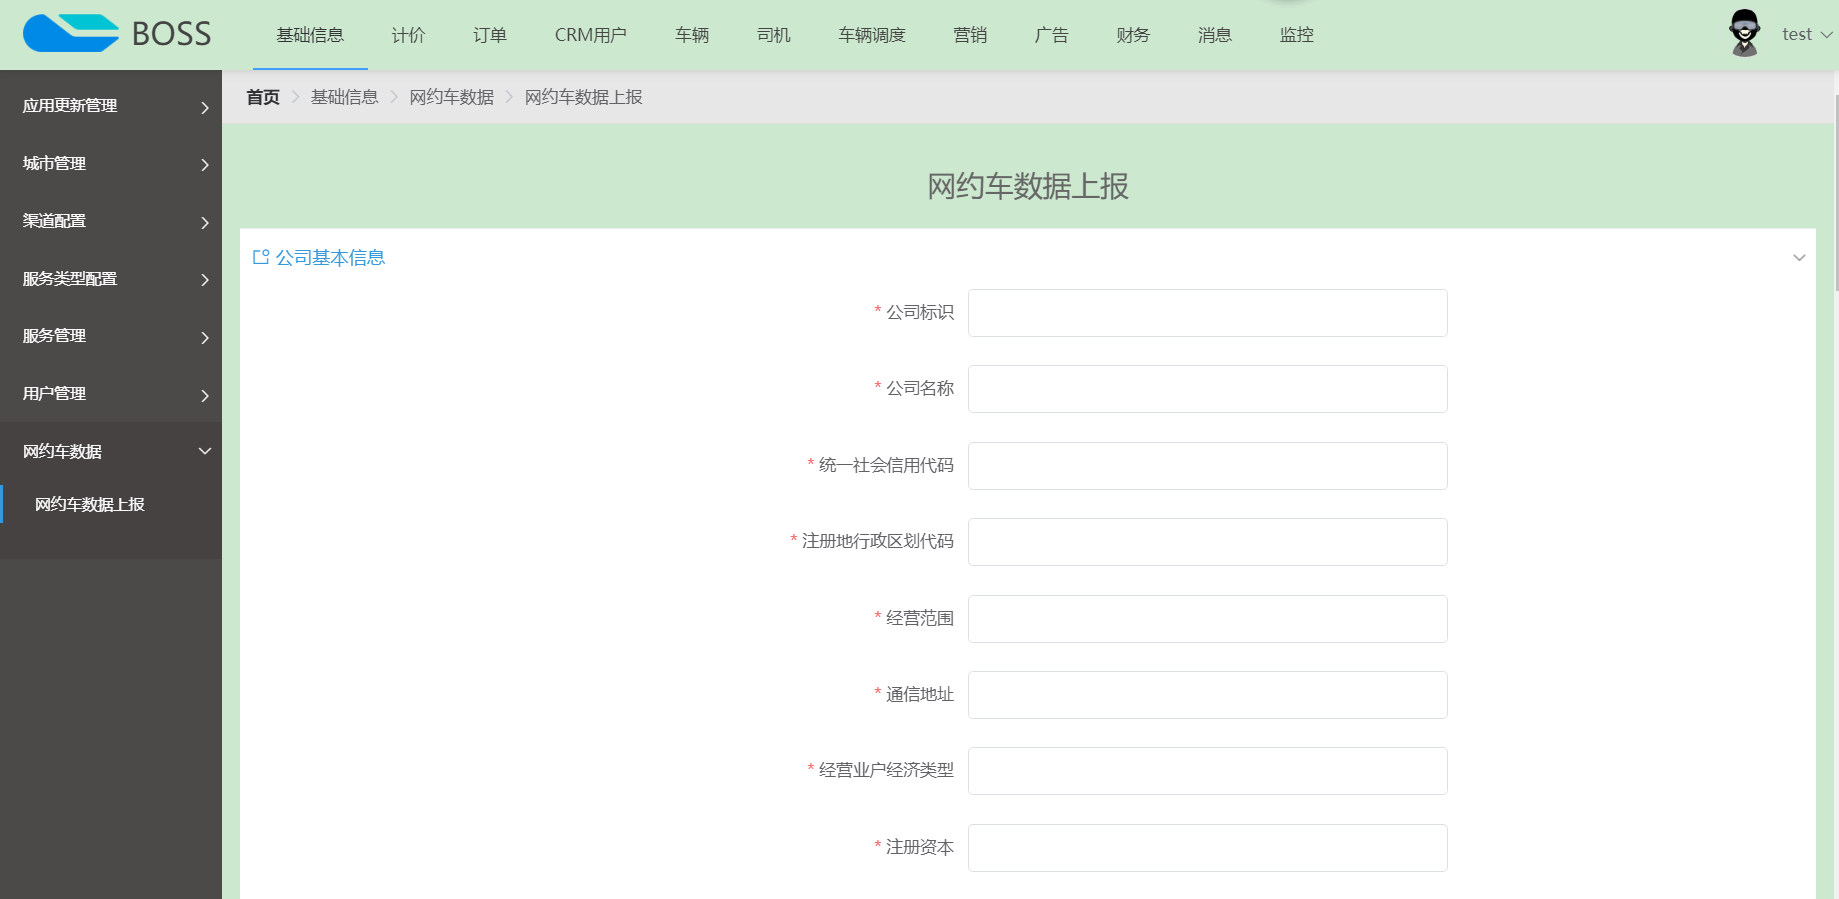 BOSS
基础信息 计价 订单 CRM用户 车辆 司机 车辆调度 营销 广告 财务 消息 监控 test
应用更新管理
城市管理
渠道配置
服务类型配置
服务管理
用户管理
网约车数据
网约车数据上报
首页 基础信息 网约车数据 网约车数据上报
网约车数据上报
公司基本信息
* 公司标识
* 公司名称
* 统一社会信用代码
* 注册地行政区划代码
* 经营范围
* 通信地址
* 经营业户经济类型
* 注册资本